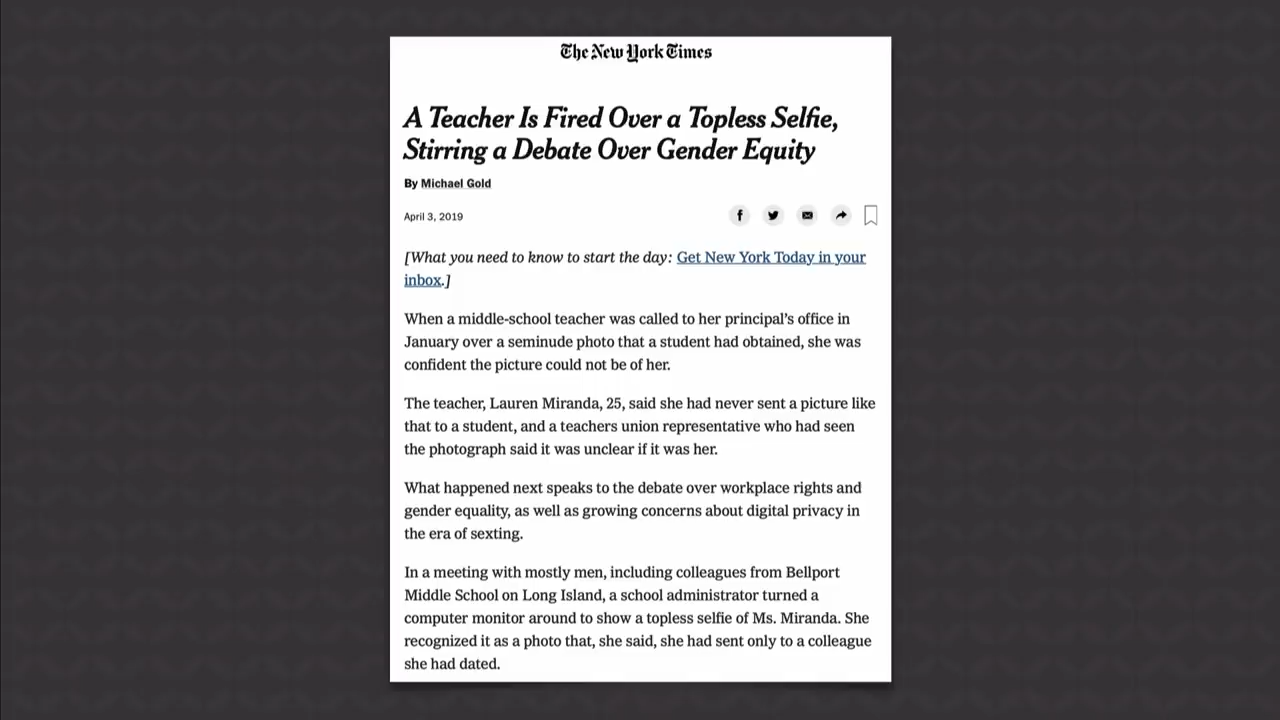 The New York Times
A Teacher Is Fired Over a Topless Selfie,
Stirring a Debate Over Gender Equity
By Michael Gold
April 3, 2019
[What you need to know to start the day: Get New York Today in your
inbox.]
When a middle-school teacher was called to her principal’s office in
January over a seminude photo that a student had obtained, she was
confident the picture could not be of her.
The teacher, Lauren Miranda, 25, said she had never sent a picture like
that to a student, and a teachers union representative who had seen
the photograph said it was unclear if it was her.
What happened next speaks to the debate over workplace rights and
gender equality, as well as growing concerns about digital privacy in
the era of sexting.
In a meeting with mostly men, including colleagues from Bellport
Middle School on Long Island, a school administrator turned a
computer monitor around to show a topless selfie of Ms. Miranda. She
recognized it as a photo that, she said, she had sent only to a colleague
she had dated.